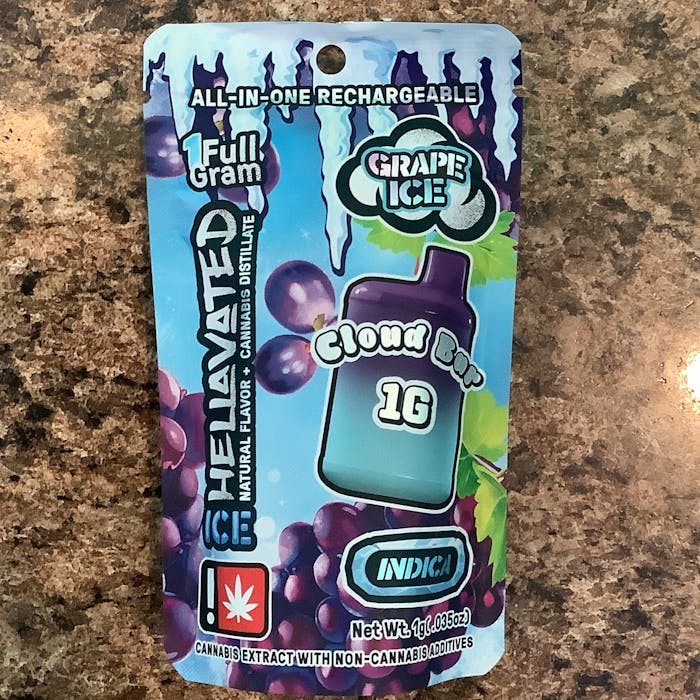 ALL-IN-ONE RECHARGEABLE
1 Full
Gram
GRAPE
ICE
HELLAVATED
NATURAL FLAVOR + CANNABIS DISTILLATE
ICE
Cloud Bar
1G
INDICA
!
Net Wt. 1g(.035oz)
CANNABIS EXTRACT WITH NON-CANNABIS ADDITIVES